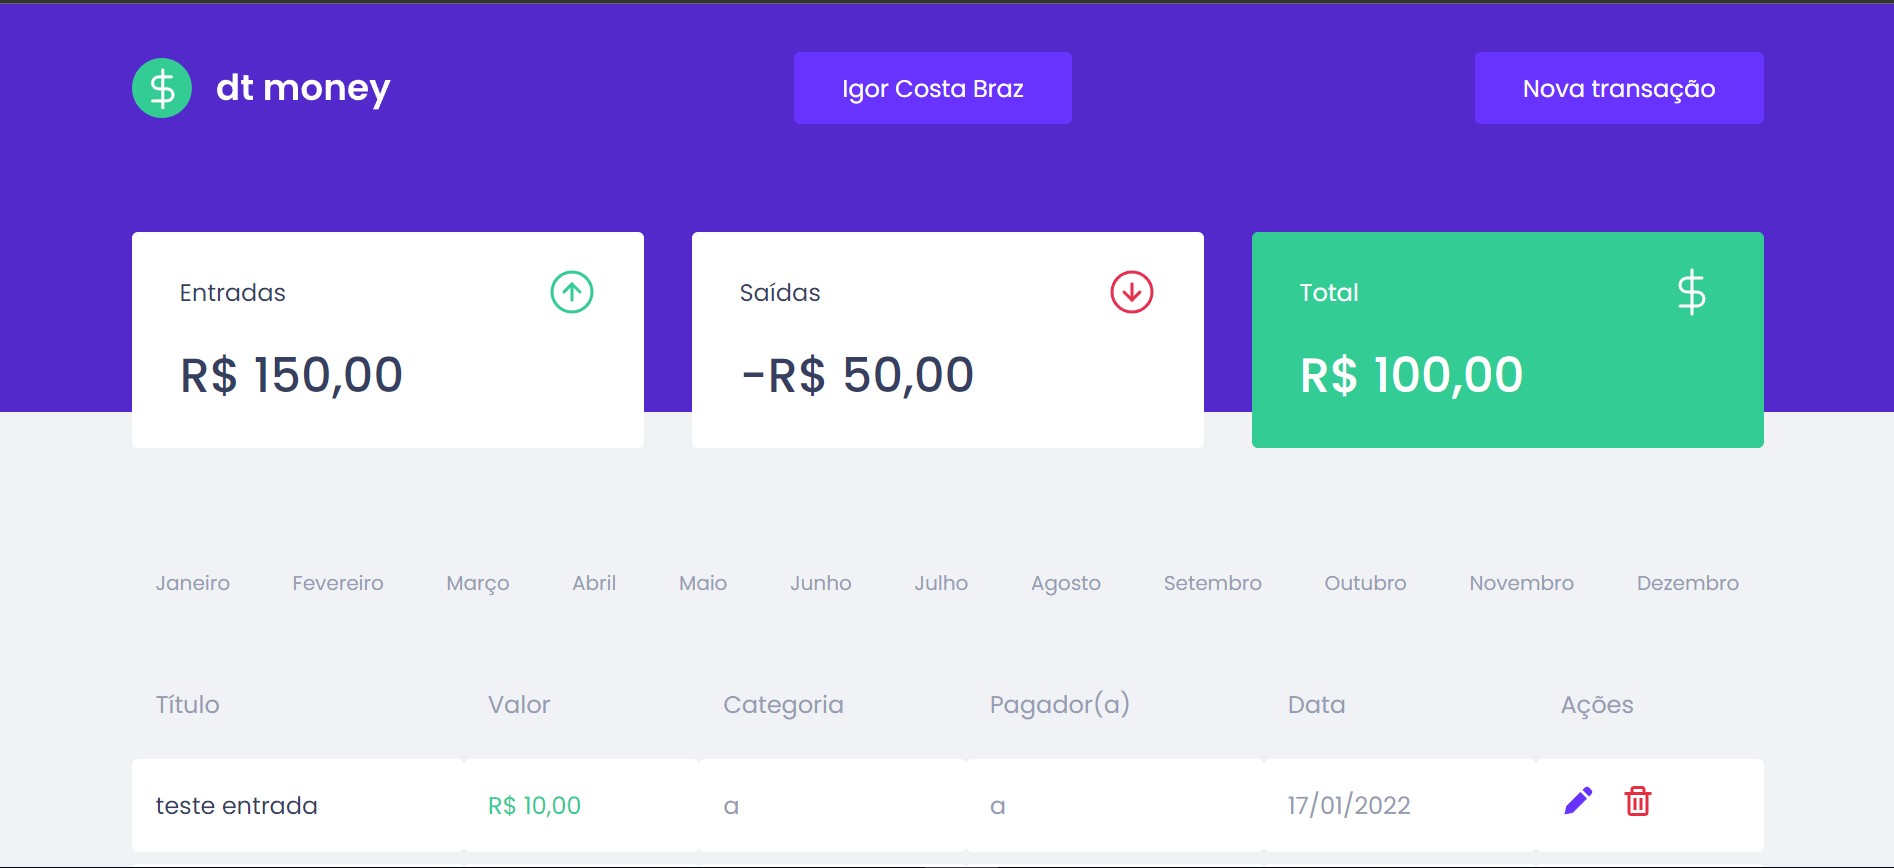 dt money
Igor Costa Braz
Nova transação
Entradas
R$ 150,00
Saídas
-R$ 50,00
Total
R$ 100,00
Janeiro Fevereiro Março Abril Maio Junho Julho Agosto Setembro Outubro Novembro Dezembro
Título Valor Categoria Pagador(a) Data Ações
teste entrada R$ 10,00 a a 17/01/2022